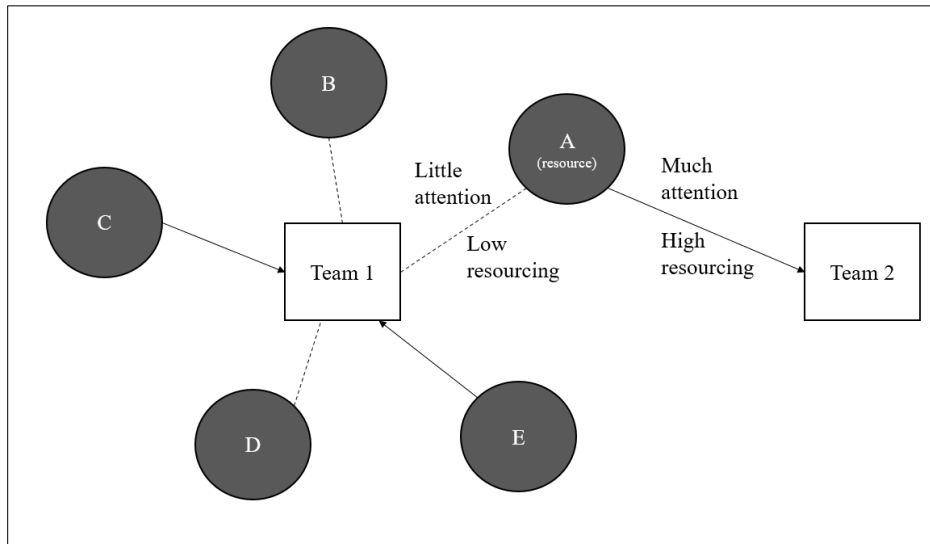 B
A
(resource)
Little
attention
Much
attention
C
Low
resourcing
High
resourcing
Team 1
Team 2
D
E